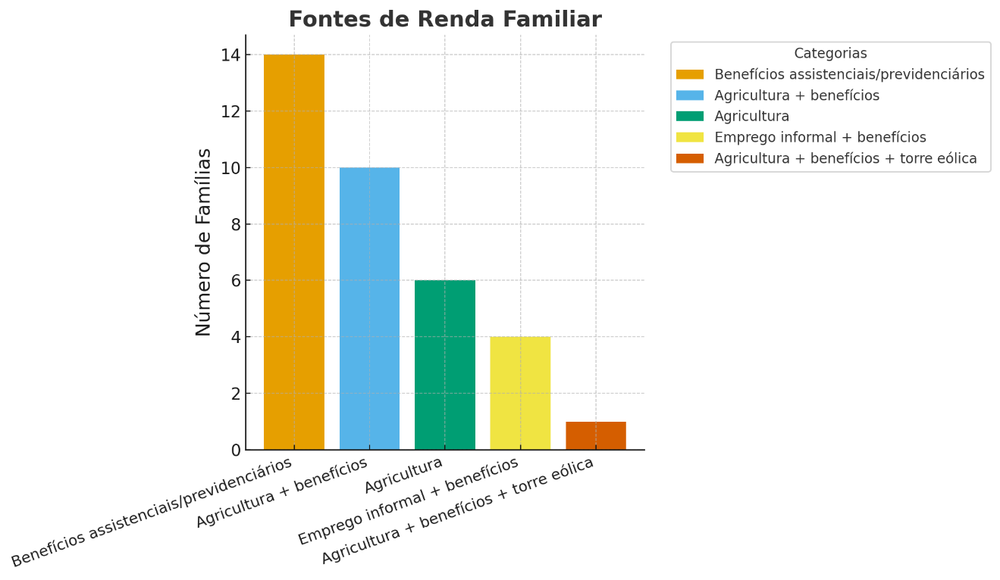 Fontes de Renda Familiar
Número de Famílias
14
12
10
8
6
4
2
0
Benefícios assistenciais/previdenciários
Agricultura + benefícios
Agricultura
Emprego informal + benefícios
Agricultura + benefícios + torre eólica
Categorias
Benefícios assistenciais/previdenciários
Agricultura + benefícios
Agricultura
Emprego informal + benefícios
Agricultura + benefícios + torre eólica